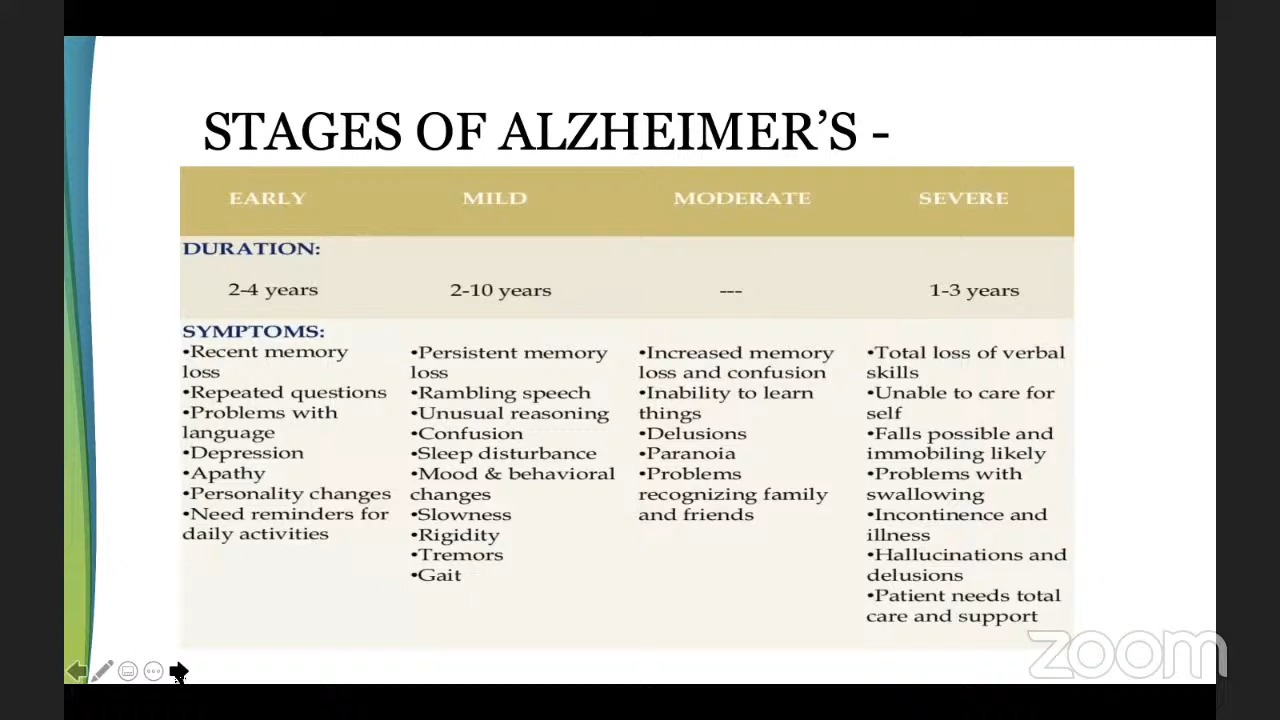 STAGES OF ALZHEIMER’S -
EARLY MILD MODERATE SEVERE
DURATION:
2-4 years 2-10 years --- 1-3 years
SYMPTOMS:
•Recent memory
loss
•Repeated questions
•Problems with
language
•Depression
•Apathy
•Personality changes
•Need reminders for
daily activities
•Persistent memory
loss
•Rambling speech
•Unusual reasoning
•Confusion
•Sleep disturbance
•Mood & behavioral
changes
•Slowness
•Rigidity
•Tremors
•Gait
•Increased memory
loss and confusion
•Inability to learn
things
•Delusions
•Paranoia
•Problems
recognizing family
and friends
•Total loss of verbal
skills
•Unable to care for
self
•Falls possible and
immobiling likely
•Problems with
swallowing
•Incontinence and
illness
•Hallucinations and
delusions
•Patient needs total
care and support
zoom